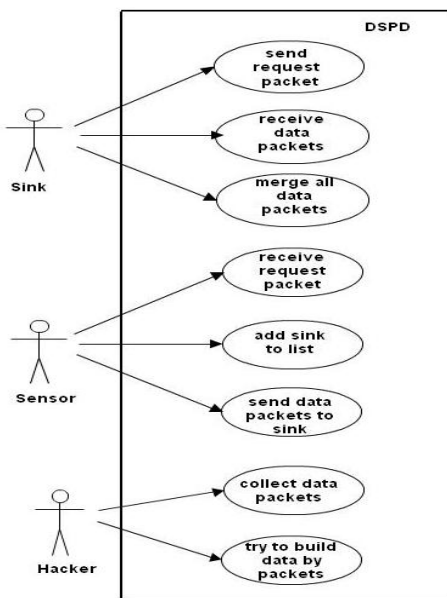 DSPD
send
request
packet
receive
data
packets
Sink
merge all
data
packets
receive
request
packet
add sink
to list
Sensor
send data
packets to
sink
collect data
packets
Hacker
try to build
data by
packets